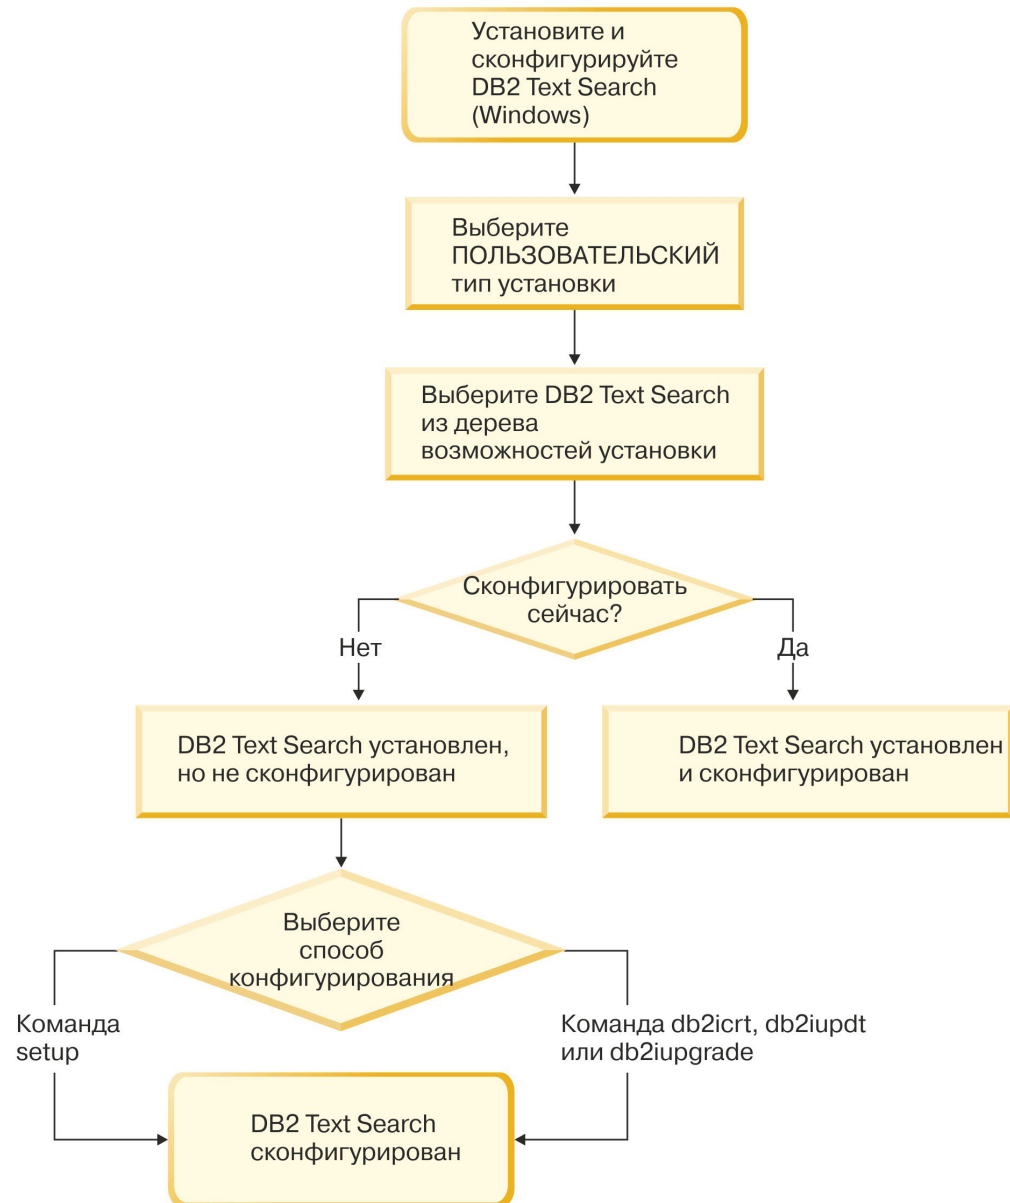 Установите и
сконфигурируйте
DB2 Text Search
(Windows)
Выберите
ПОЛЬЗОВАТЕЛЬСКИЙ
тип установки
Выберите DB2 Text Search
из дерева
возможностей установки
Сконфигурировать
сейчас?
Нет
Да
DB2 Text Search установлен,
но не сконфигурирован
DB2 Text Search установлен
и сконфигурирован
Выберите
способ
конфигурирования
Команда
setup
Команда db2icrt, db2iupdt
или db2iupgrade
DB2 Text Search
сконфигурирован